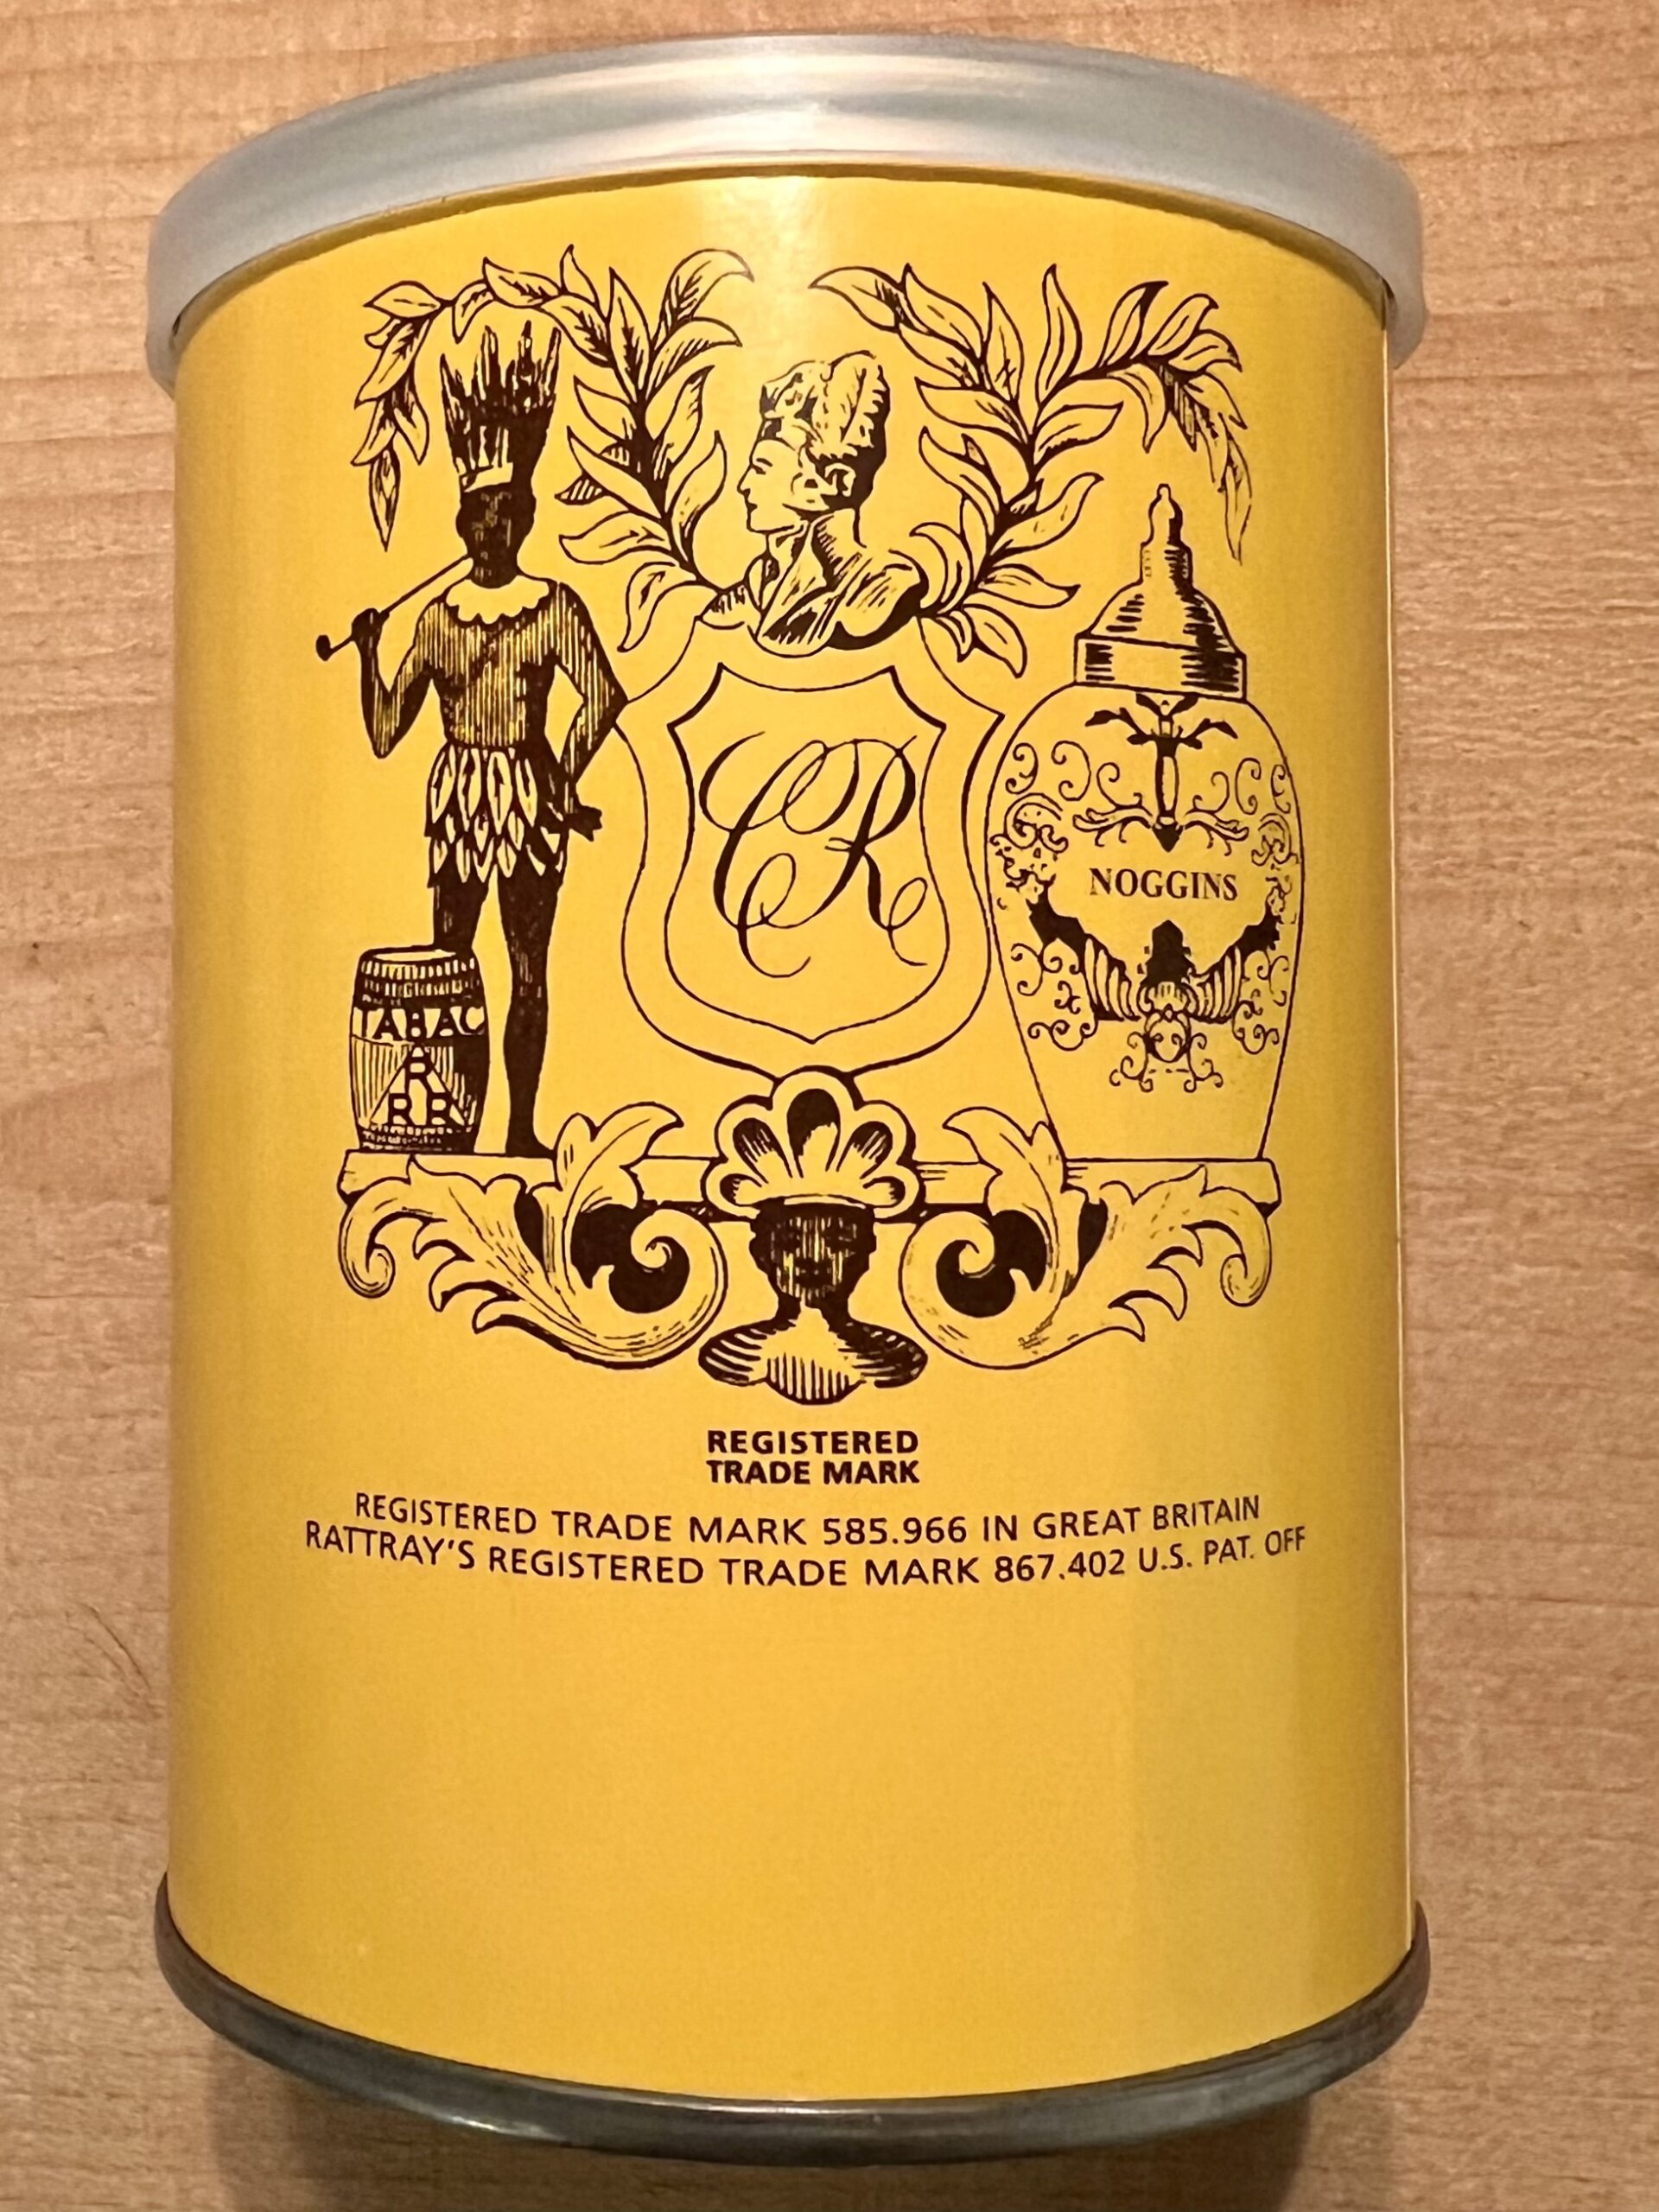 CR
NOGGINS
TABAC
R
RR
REGISTERED
TRADE MARK
REGISTERED TRADE MARK 585.966 IN GREAT BRITAIN
RATTRAY'S REGISTERED TRADE MARK 867.402 U.S. PAT. OFF